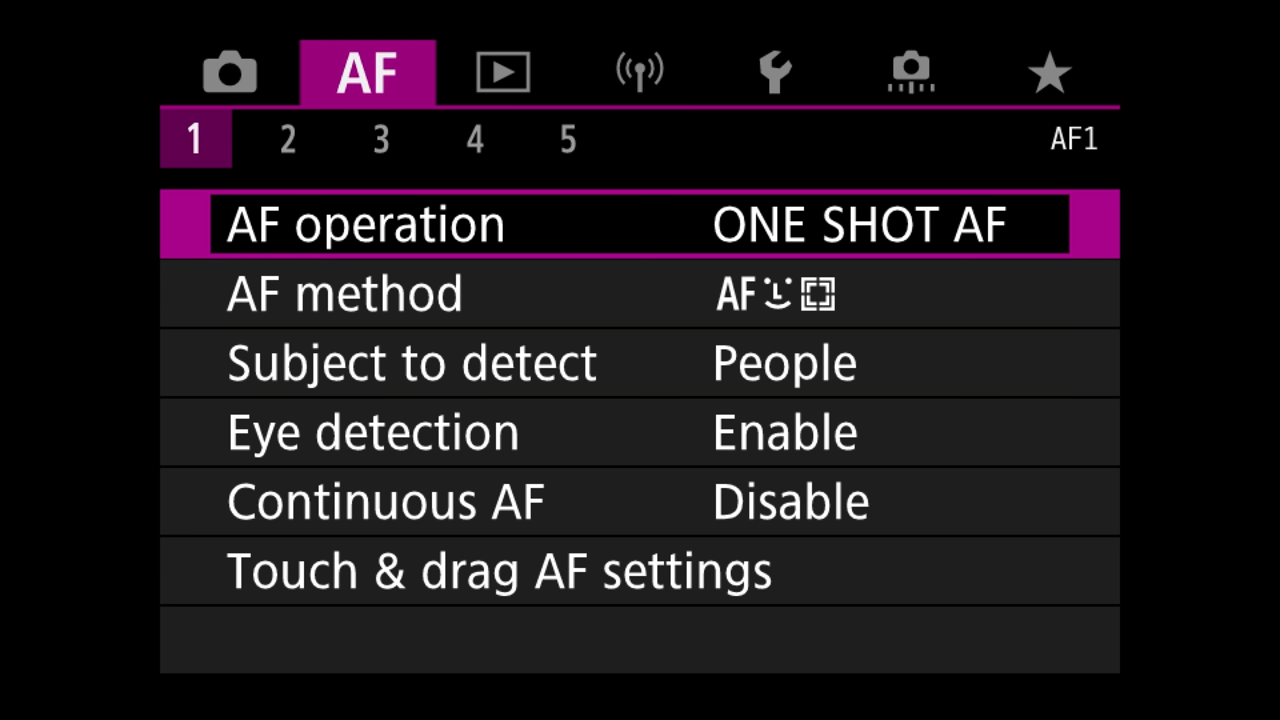 AF
1 2 3 4 5 AF1
AF operation ONE SHOT AF
AF method AF
Subject to detect People
Eye detection Enable
Continuous AF Disable
Touch & drag AF settings